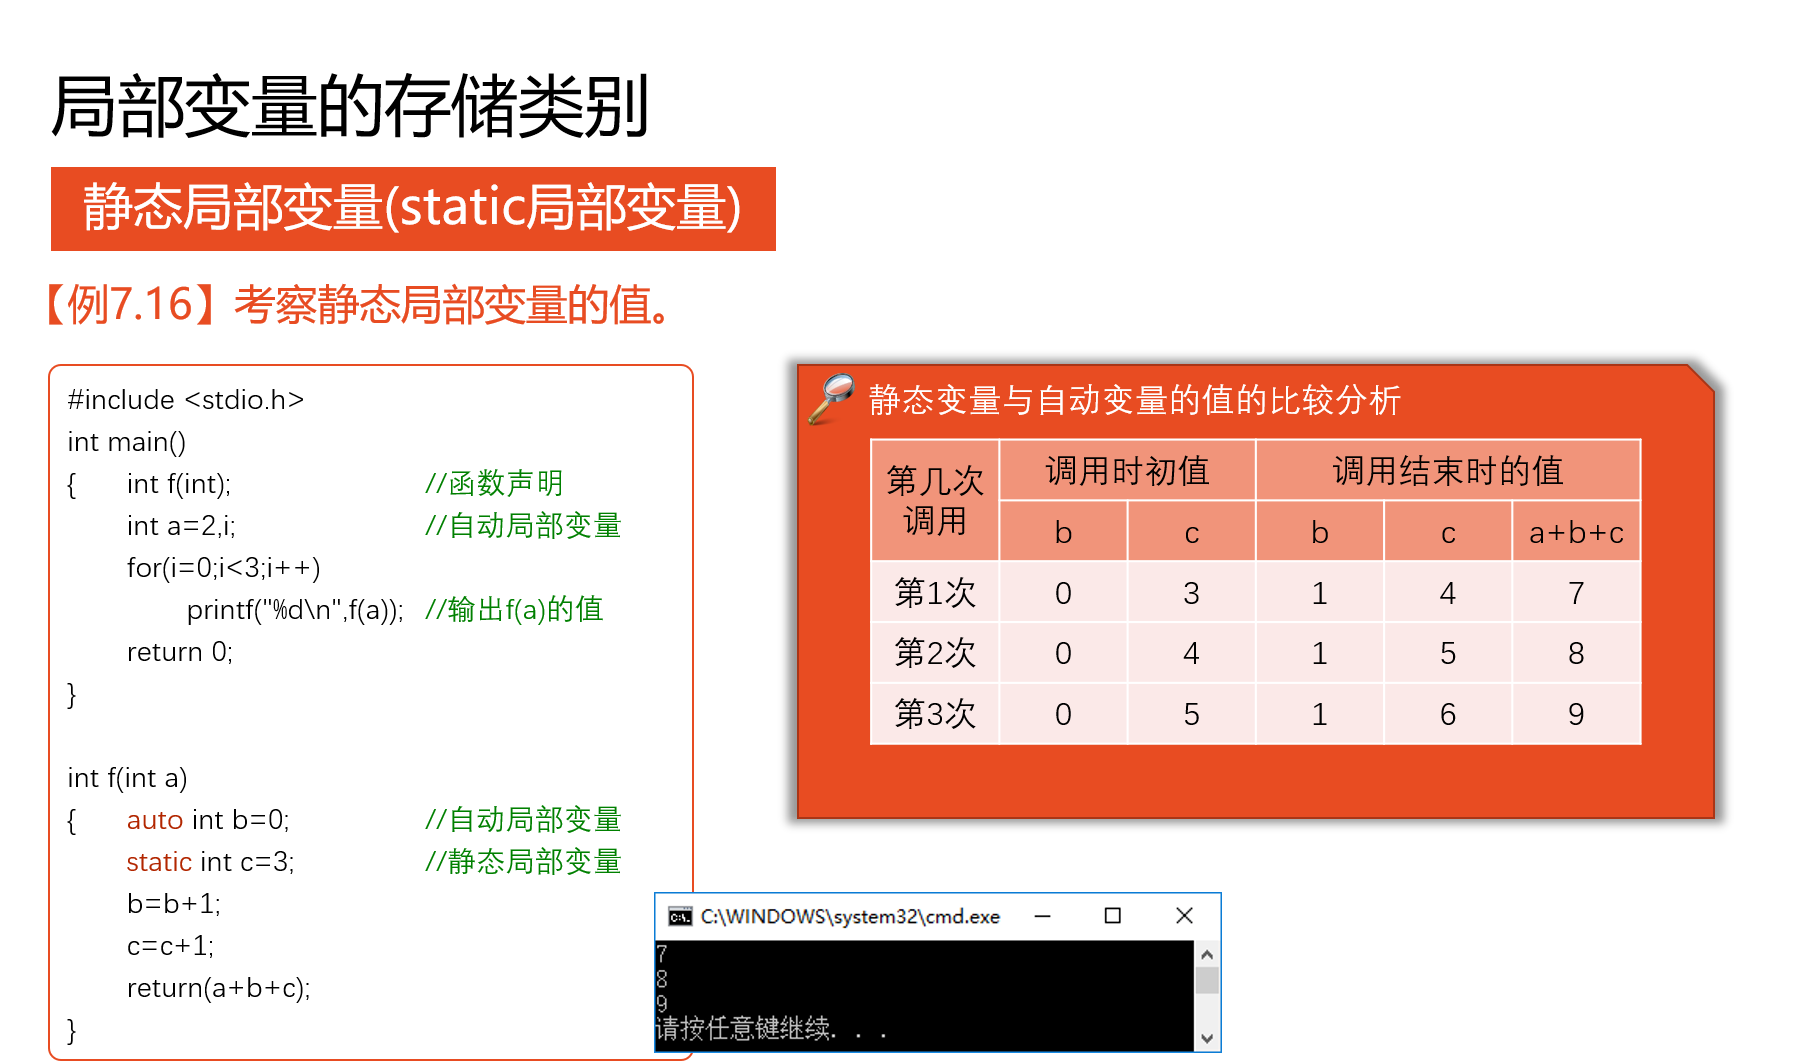 局部变量的存储类别
静态局部变量(static局部变量)
【例7.16】考察静态局部变量的值。
#include <stdio.h>
int main()
{ int f(int); //函数声明
int a=2,i; //自动局部变量
for(i=0;i<3;i++)
printf("%d\n",f(a)); //输出f(a)的值
return 0;
}
int f(int a)
{ auto int b=0; //自动局部变量
static int c=3; //静态局部变量
b=b+1;
c=c+1;
return(a+b+c);
}
静态变量与自动变量的值的比较分析
第几次调用 调用时初值 调用结束时的值
b c b c a+b+c
第1次 0 3 1 4 7
第2次 0 4 1 5 8
第3次 0 5 1 6 9
C:\WINDOWS\system32\cmd.exe
7
8
9
请按任意键继续. . .